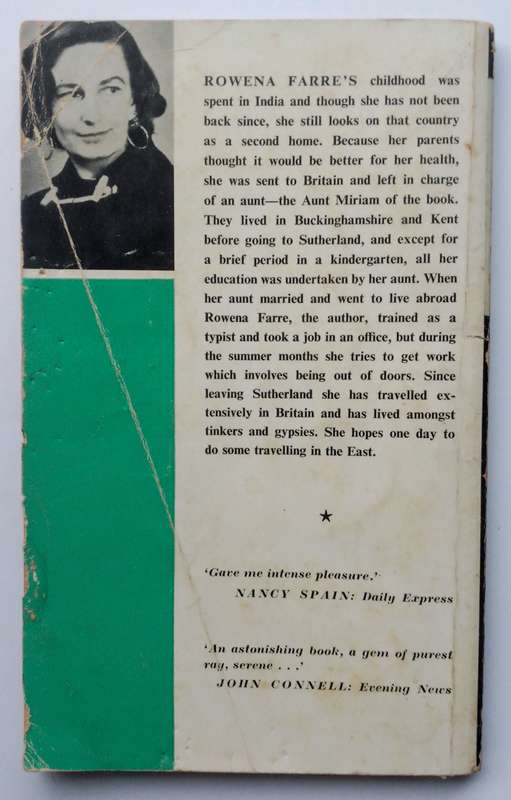 ROWENA FARRE'S childhood was
spent in India and though she has not been
back since, she still looks on that country
as a second home. Because her parents
thought it would be better for her health,
she was sent to Britain and left in charge
of an aunt—the Aunt Miriam of the book.
They lived in Buckinghamshire and Kent
before going to Sutherland, and except for
a brief period in a kindergarten, all her
education was undertaken by her aunt. When
her aunt married and went to live abroad
Rowena Farre, the author, trained as a
typist and took a job in an office, but during
the summer months she tries to get work
which involves being out of doors. Since
leaving Sutherland she has travelled ex-
tensively in Britain and has lived amongst
tinkers and gypsies. She hopes one day to
do some travelling in the East.
★
'Gave me intense pleasure.'
NANCY SPAIN: Daily Express
'An astonishing book, a gem of purest
ray, serene . . .'
JOHN CONNELL: Evening News